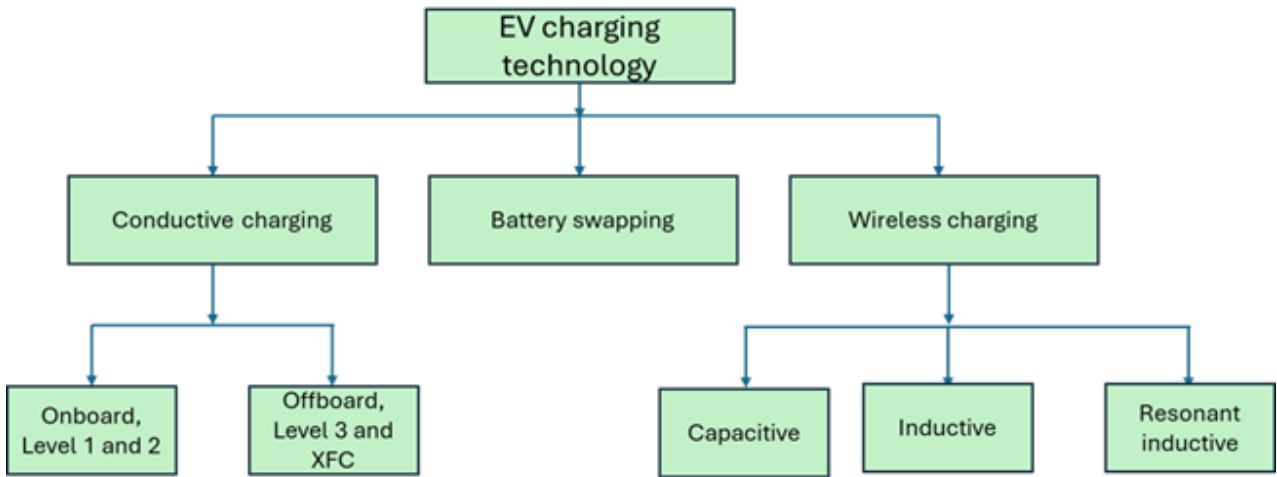 EV charging
technology
Conductive charging
Battery swapping
Wireless charging
Onboard,
Level 1 and 2
Offboard,
Level 3 and
XFC
Capacitive
Inductive
Resonant
inductive